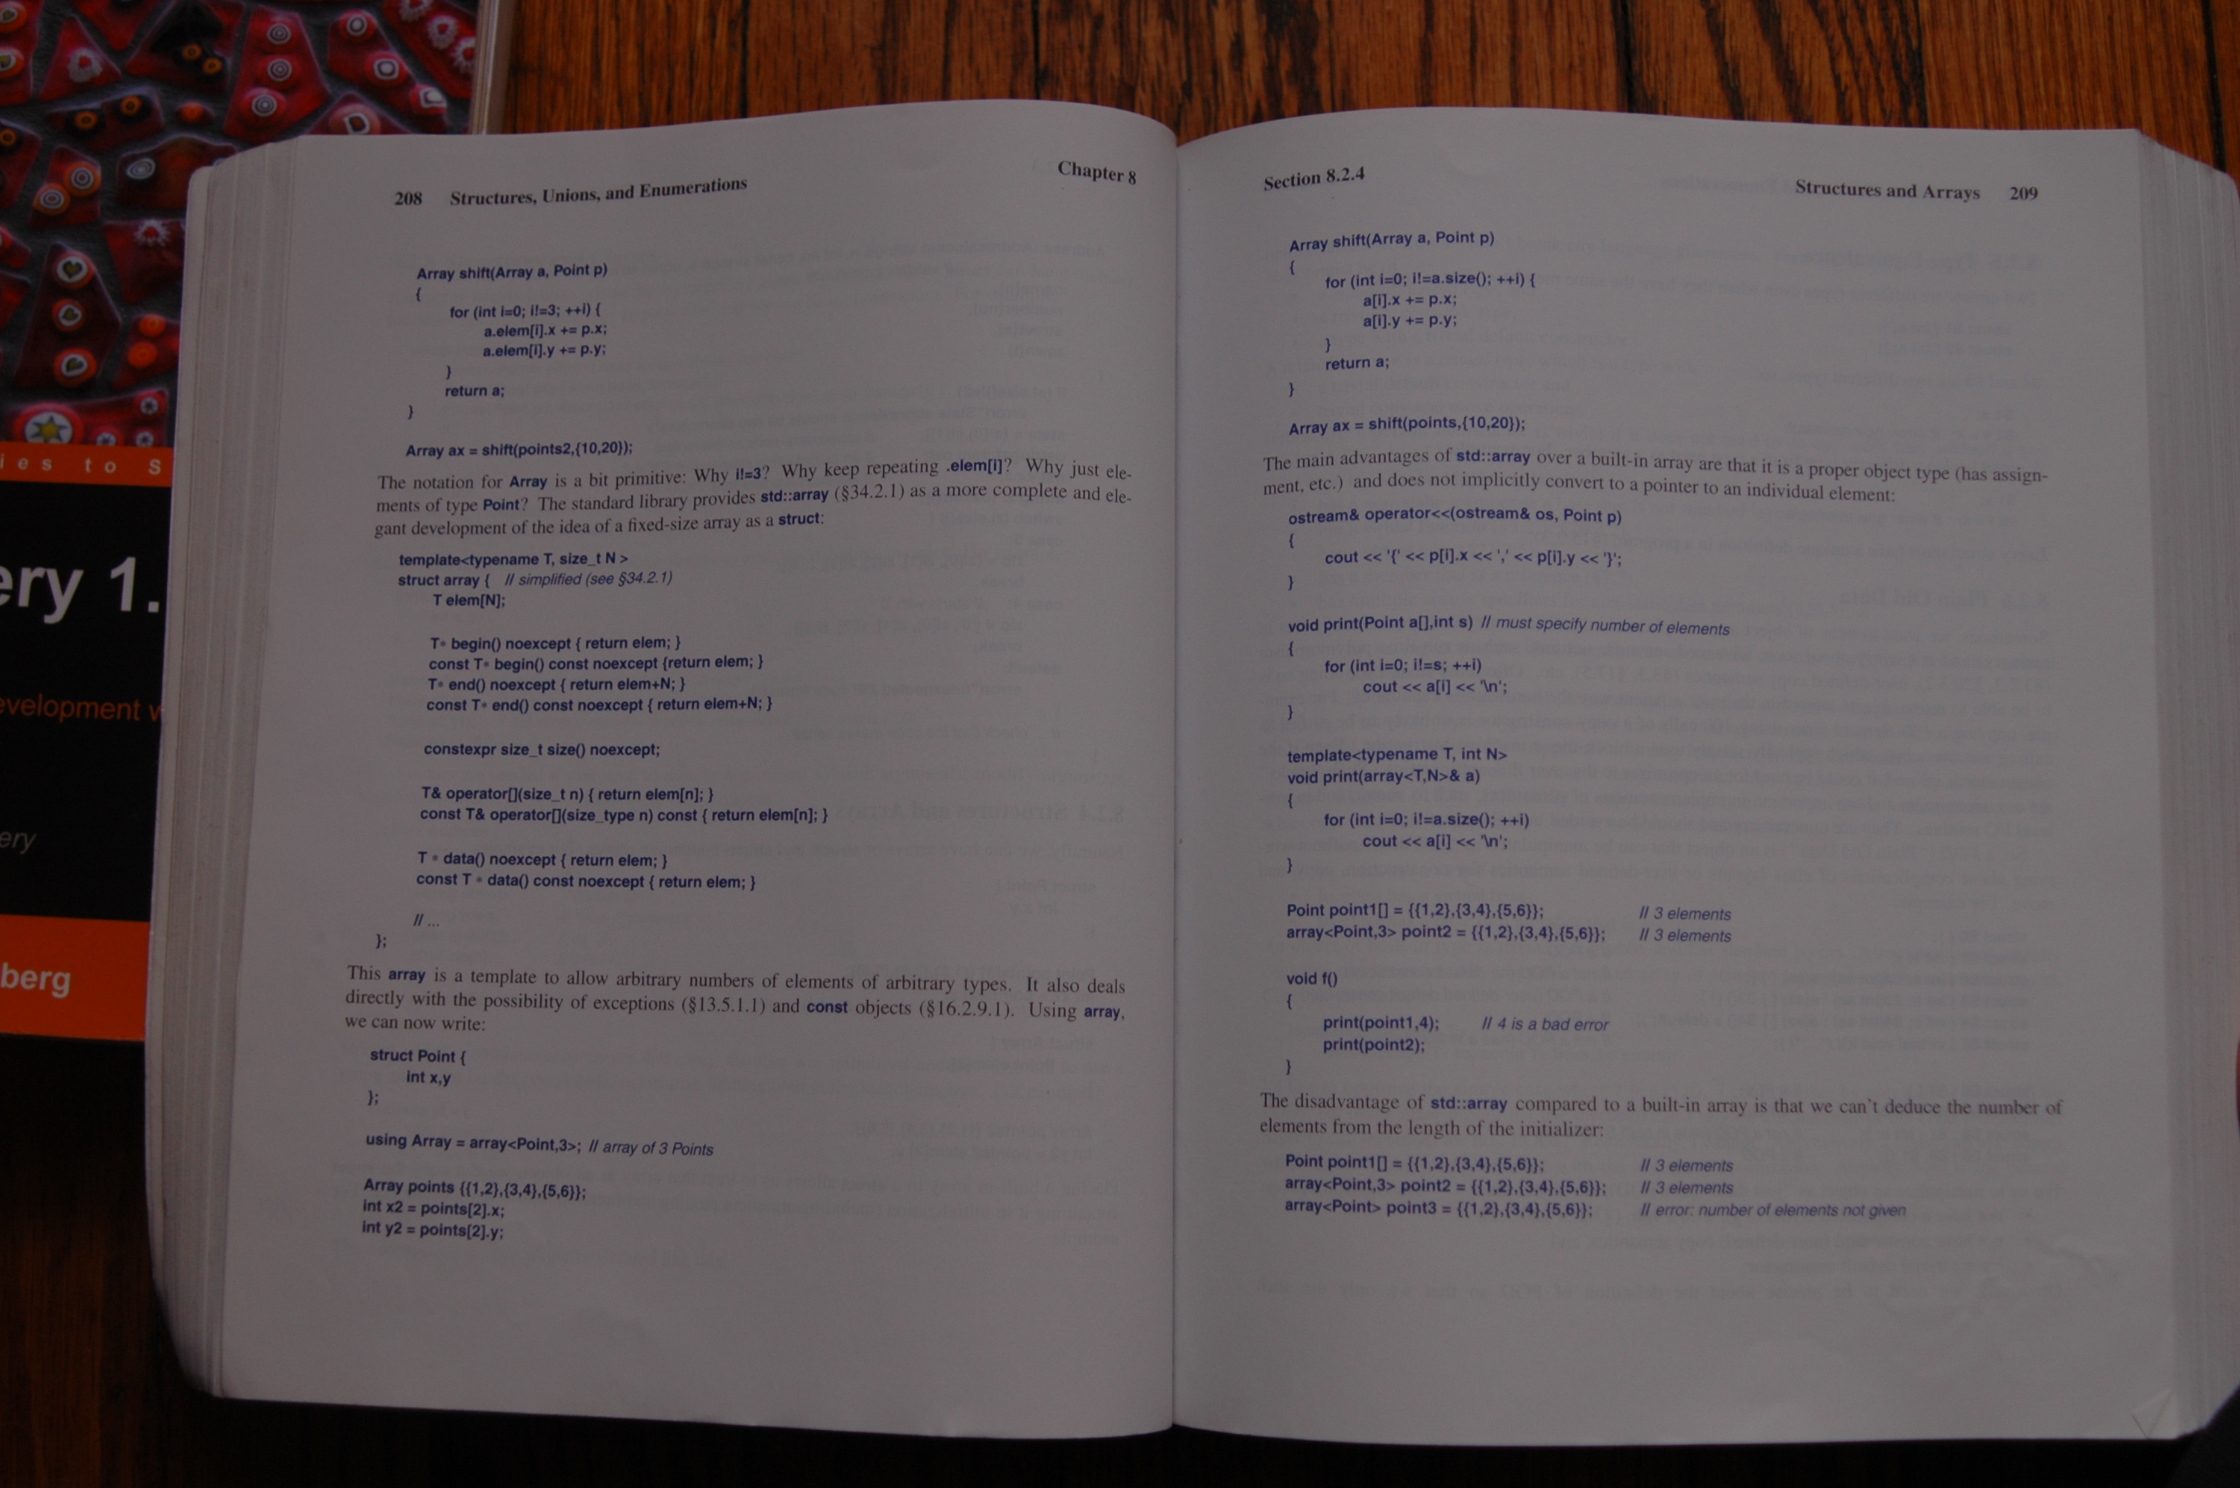 ies to S
ery 1.
evelopment w
ery
berg
208 Structures, Unions, and Enumerations Chapter 8
Array shift(Array a, Point p)
{
for (int i=0; i!=3; ++i) {
a.elem[i].x += p.x;
a.elem[i].y += p.y;
}
return a;
}
Array ax = shift(points2,{10,20});
The notation for Array is a bit primitive: Why i!=3? Why keep repeating .elem[i]? Why just ele-
ments of type Point? The standard library provides std::array (§34.2.1) as a more complete and ele-
gant development of the idea of a fixed-size array as a struct:
template<typename T, size_t N >
struct array { // simplified (see §34.2.1)
T elem[N];
T* begin() noexcept { return elem; }
const T* begin() const noexcept {return elem; }
T* end() noexcept { return elem+N; }
const T* end() const noexcept { return elem+N; }
constexpr size_t size() noexcept;
T& operator[](size_t n) { return elem[n]; }
const T& operator[](size_type n) const { return elem[n]; }
T * data() noexcept { return elem; }
const T * data() const noexcept { return elem; }
// ...
};
This array is a template to allow arbitrary numbers of elements of arbitrary types. It also deals
directly with the possibility of exceptions (§13.5.1.1) and const objects (§16.2.9.1). Using array,
we can now write:
struct Point {
int x,y
};
using Array = array<Point,3>; // array of 3 Points
Array points {{1,2},{3,4},{5,6}};
int x2 = points[2].x;
int y2 = points[2].y;
Section 8.2.4 Structures and Arrays 209
Array shift(Array a, Point p)
{
for (int i=0; i!=a.size(); ++i) {
a[i].x += p.x;
a[i].y += p.y;
}
return a;
}
Array ax = shift(points,{10,20});
The main advantages of std::array over a built-in array are that it is a proper object type (has assign-
ment, etc.) and does not implicitly convert to a pointer to an individual element:
ostream& operator<<(ostream& os, Point p)
{
cout << '{' << p[i].x << ',' << p[i].y << '}';
}
void print(Point a[],int s) // must specify number of elements
{
for (int i=0; i!=s; ++i)
cout << a[i] << '\n';
}
template<typename T, int N>
void print(array<T,N>& a)
{
for (int i=0; i!=a.size(); ++i)
cout << a[i] << '\n';
}
Point point1[] = {{1,2},{3,4},{5,6}}; // 3 elements
array<Point,3> point2 = {{1,2},{3,4},{5,6}}; // 3 elements
void f()
{
print(point1,4); // 4 is a bad error
print(point2);
}
The disadvantage of std::array compared to a built-in array is that we can't deduce the number of
elements from the length of the initializer:
Point point1[] = {{1,2},{3,4},{5,6}}; // 3 elements
array<Point,3> point2 = {{1,2},{3,4},{5,6}}; // 3 elements
array<Point> point3 = {{1,2},{3,4},{5,6}}; // error: number of elements not given